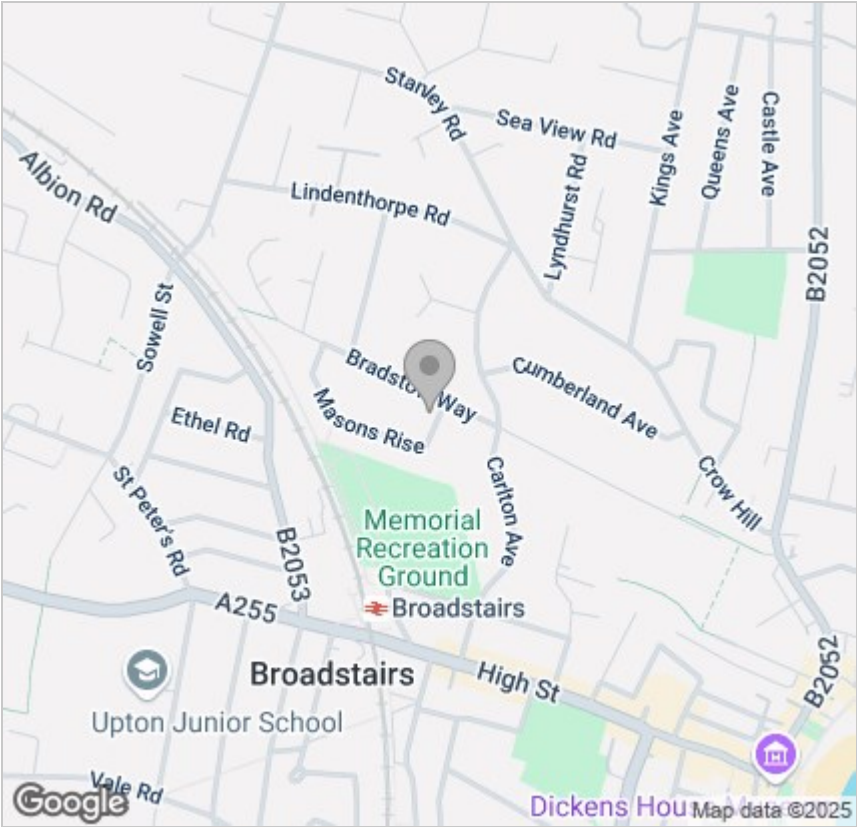 Stanley Rd
Sea View Rd
Kings Ave
Queens Ave
Castle Ave
Albion Rd
Lindenthorpe Rd
Lyndhurst Rd
B2052
Sowell St
Bradstow Way
Cumberland Ave
Masons Rise
Ethel Rd
Carlton Ave
Crow Hill
St Peter's Rd
B2053
Memorial
Recreation
Ground
A255
Broadstairs
Broadstairs
High St
B2052
Upton Junior School
Vale Rd
Google
Dickens House
Map data ©2025